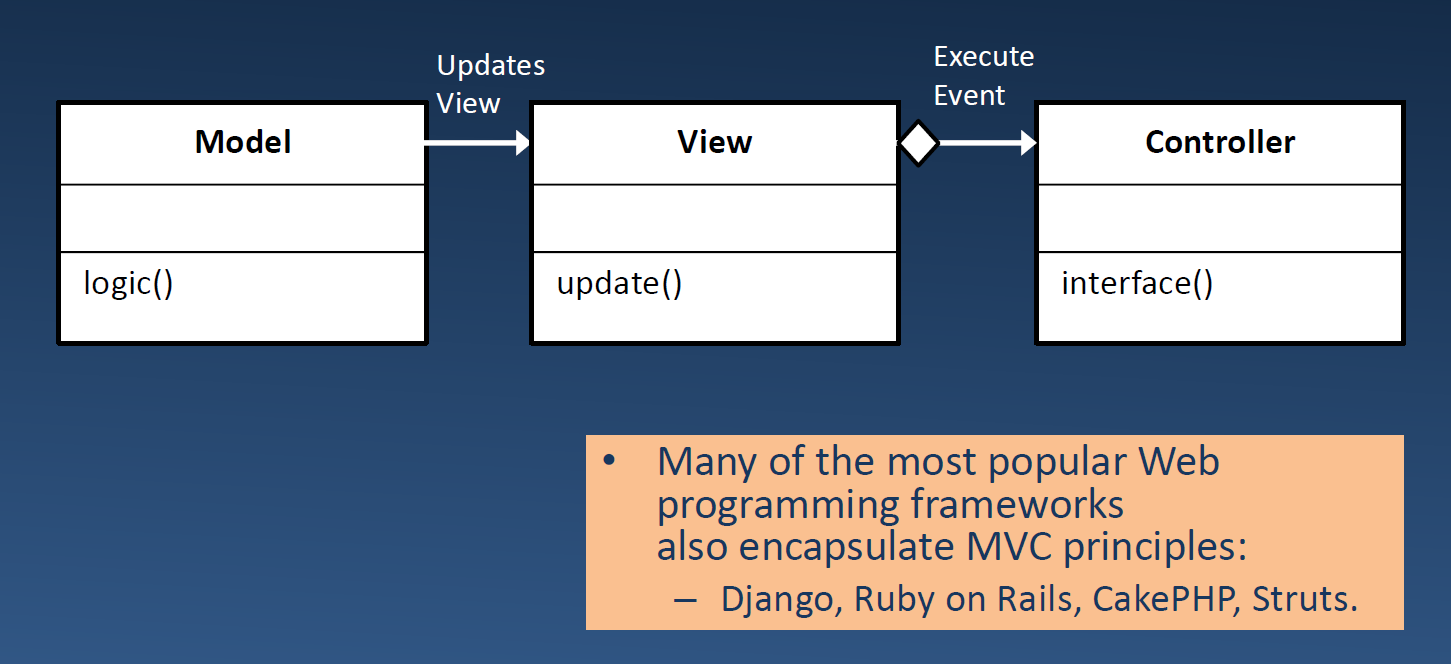 Updates
View
Execute
Event
Model
View
Controller
logic()
update()
interface()
• Many of the most popular Web
programming frameworks
also encapsulate MVC principles:
– Django, Ruby on Rails, CakePHP, Struts.